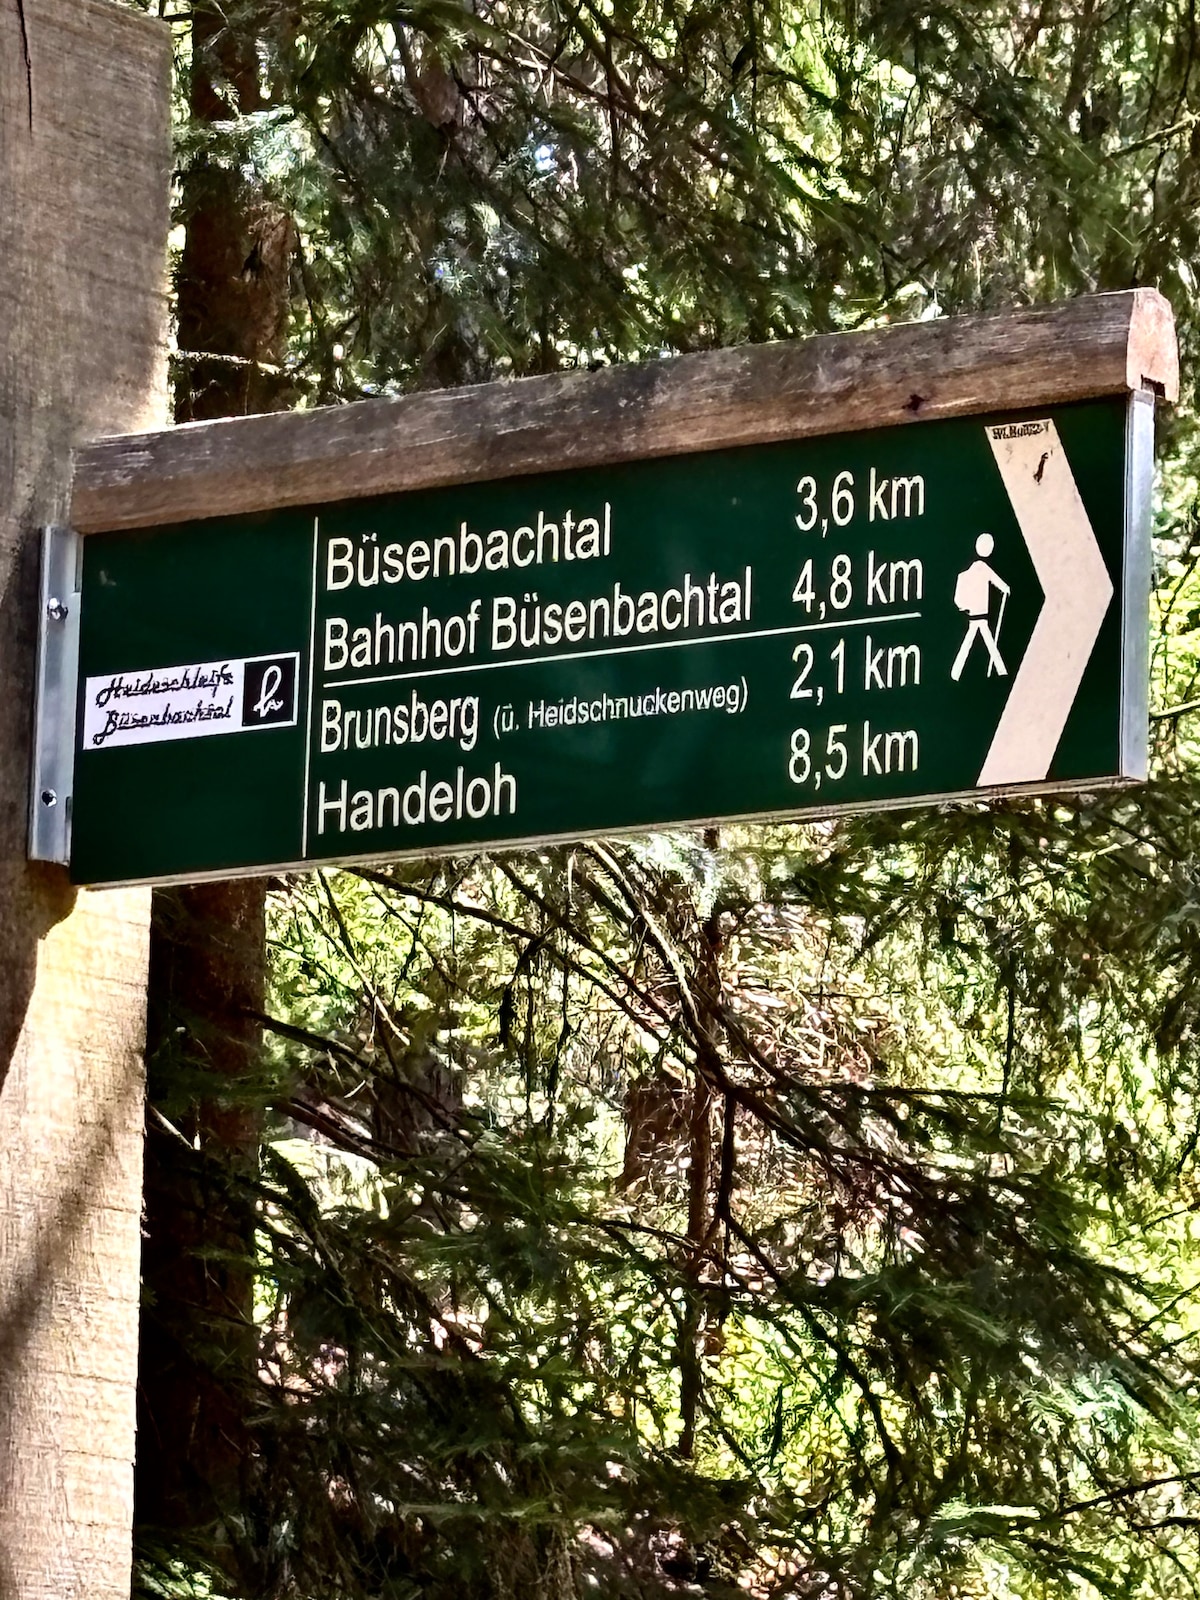 Büsenbachtal 3,6 km
Bahnhof Büsenbachtal 4,8 km
Brunsberg (ü. Heidschnuckenweg) 2,1 km
Handeloh 8,5 km
Heideschleife
Büsenbachtal
h